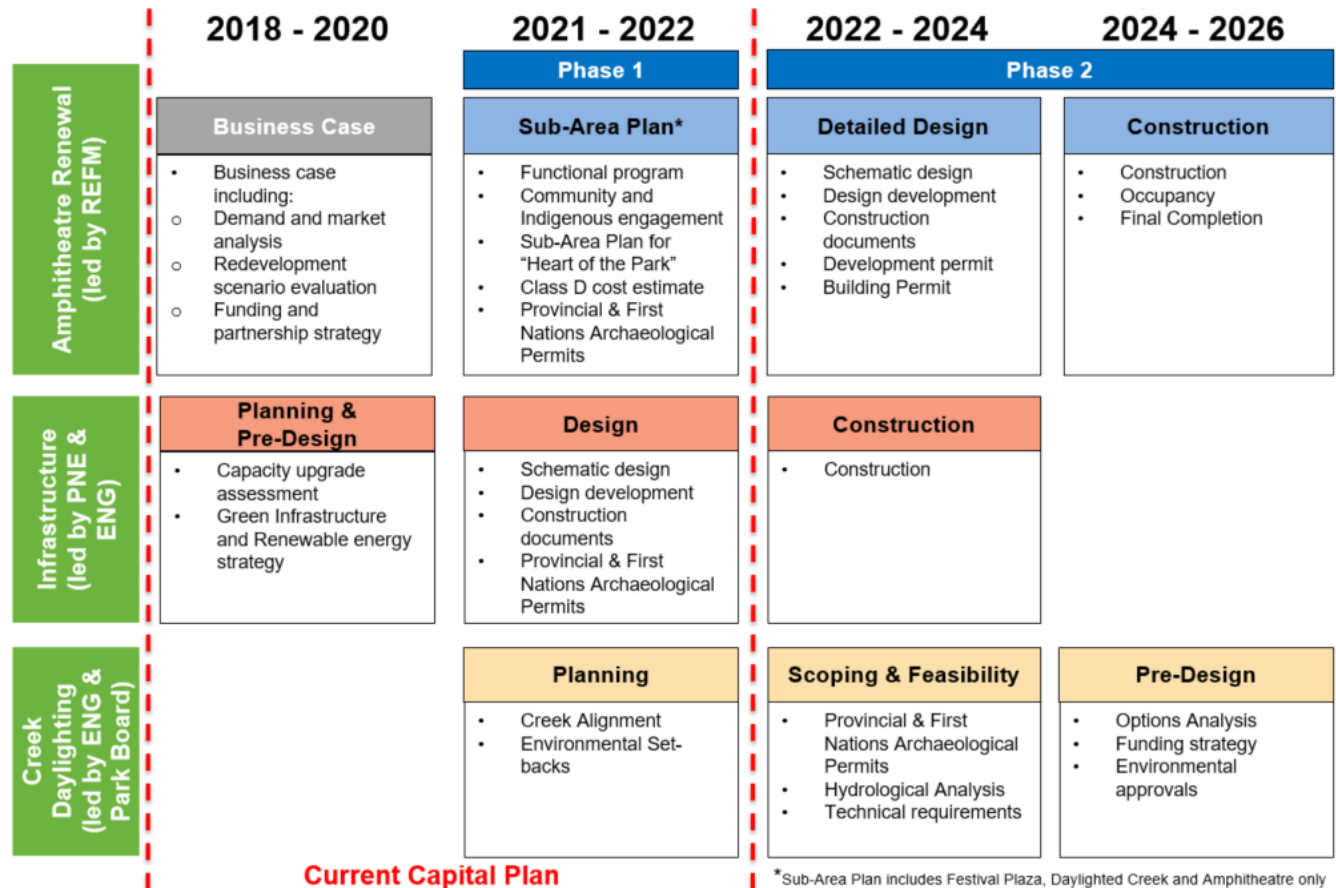 2018 - 2020
2021 - 2022
2022 - 2024
2024 - 2026
Phase 1
Phase 2
Amphitheatre Renewal
(led by REFM)
Business Case
• Business case
including:
o Demand and market
analysis
o Redevelopment
scenario evaluation
o Funding and
partnership strategy
Sub-Area Plan*
• Functional program
• Community and
Indigenous engagement
• Sub-Area Plan for
“Heart of the Park”
• Class D cost estimate
• Provincial & First
Nations Archaeological
Permits
Detailed Design
• Schematic design
• Design development
• Construction
documents
• Development permit
• Building Permit
Construction
• Construction
• Occupancy
• Final Completion
Infrastructure
(led by PNE &
ENG)
Planning &
Pre-Design
• Capacity upgrade
assessment
• Green Infrastructure
and Renewable energy
strategy
Design
• Schematic design
• Design development
• Construction
documents
• Provincial & First
Nations Archaeological
Permits
Construction
• Construction
Creek
Daylighting
(led by ENG &
Park Board)
Planning
• Creek Alignment
• Environmental Set-
backs
Scoping & Feasibility
• Provincial & First
Nations Archaeological
Permits
• Hydrological Analysis
• Technical requirements
Pre-Design
• Options Analysis
• Funding strategy
• Environmental
approvals
Current Capital Plan
*Sub-Area Plan includes Festival Plaza, Daylighted Creek and Amphitheatre only